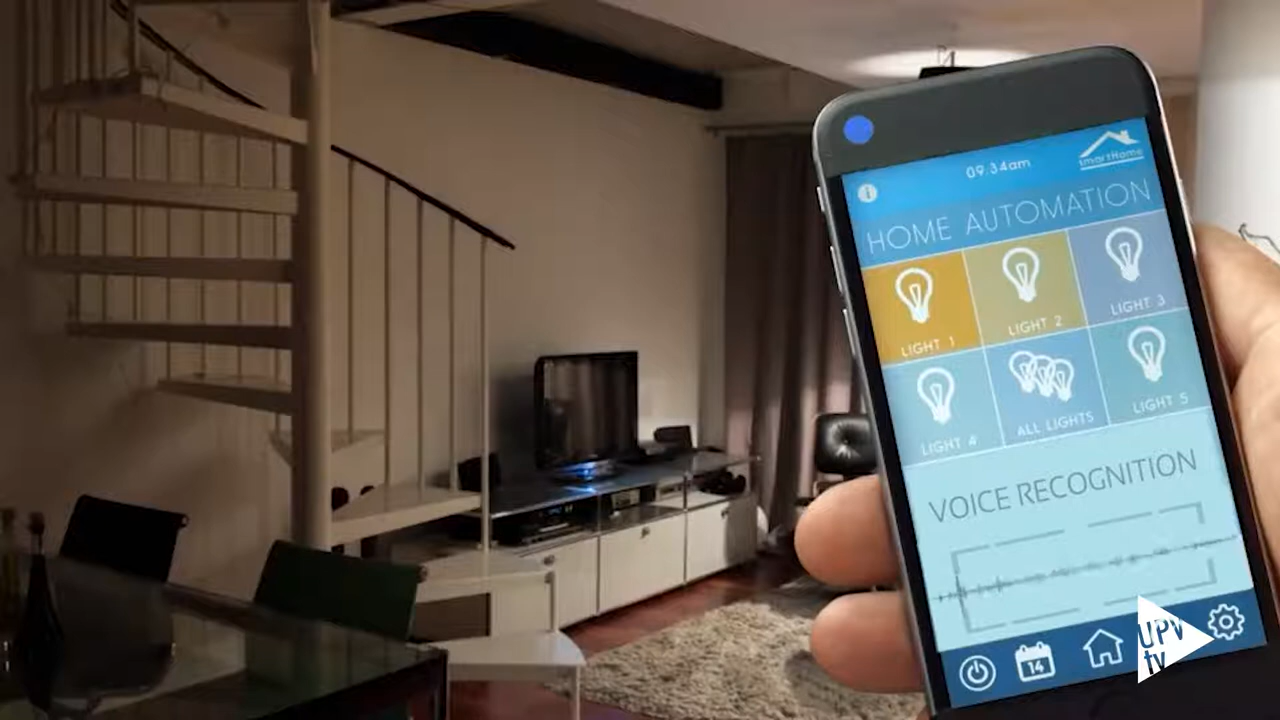 09.34am
smartHome
HOME AUTOMATION
LIGHT 1
LIGHT 2
LIGHT 3
LIGHT 4
ALL LIGHTS
LIGHT 5
VOICE RECOGNITION
14
UPV
tv